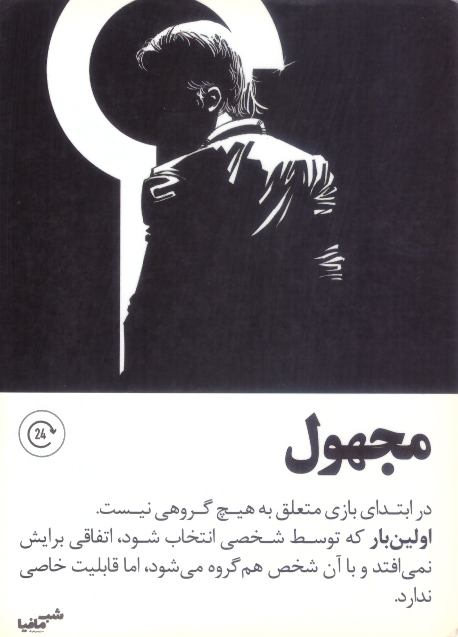 مجهول
24
در ابتدای بازی متعلق به هیچ گروهی نیست.
اولین‌بار که توسط شخصی انتخاب شود، اتفاقی برایش
نمی‌افتد و با آن شخص هم‌گروه می‌شود، اما قابلیت خاصی
ندارد.
شب
مافیا